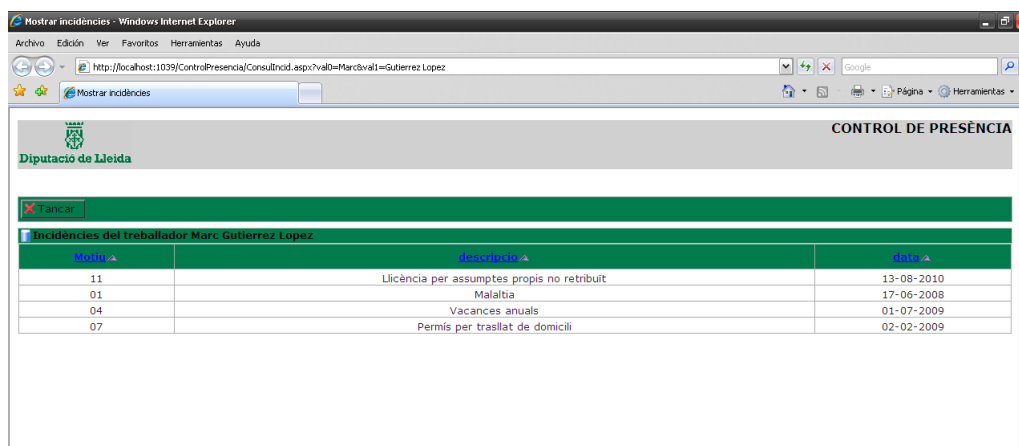 Mostrar incidències - Windows Internet Explorer
Archivo Edición Ver Favoritos Herramientas Ayuda
http://localhost:1039/ControlPresencia/ConsulIncid.aspx?val0=Marc&val1=Gutierrez Lopez
Google
Mostrar incidències
Página Herramientas
CONTROL DE PRESÈNCIA
Diputació de Lleida
Tancar
Incidències del treballador Marc Gutierrez Lopez
Motiu descripcio data
11 Llicència per assumptes propis no retribuït 13-08-2010
01 Malaltia 17-06-2008
04 Vacances anuals 01-07-2009
07 Permís per trasllat de domicili 02-02-2009